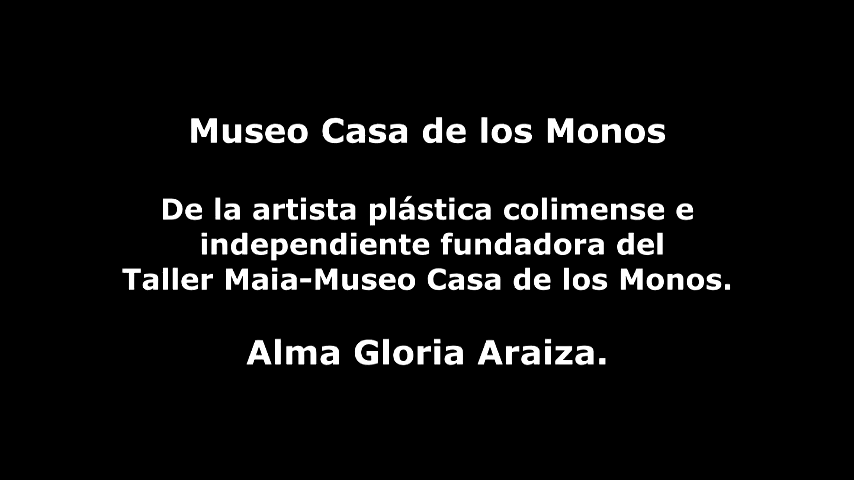 Museo Casa de los Monos
De la artista plástica colimense e
independiente fundadora del
Taller Maia-Museo Casa de los Monos.
Alma Gloria Araiza.